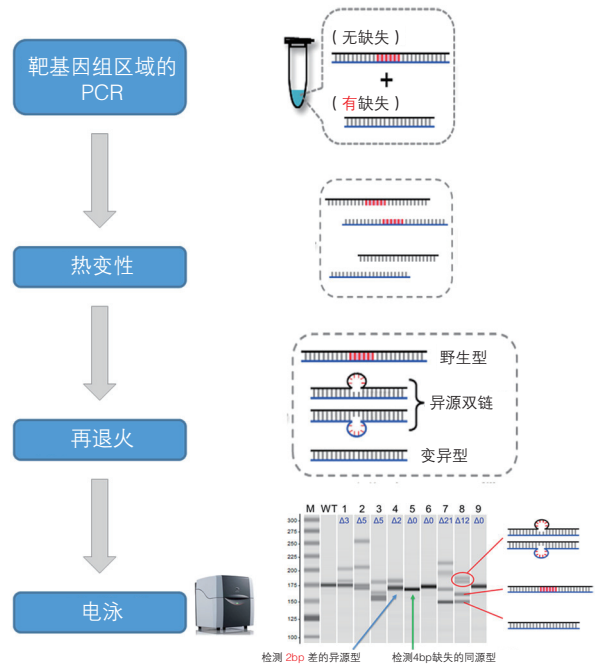 靶基因组区域的
PCR
(无缺失)
+
(有缺失)
热变性
野生型
异源双链
变异型
再退火
M WT 1 2 3 4 5 6 7 8 9
Δ3 Δ5 Δ5 Δ2 Δ0 Δ0 Δ21 Δ12 Δ0
300-
250-
200-
175-
150-
125-
100-
电泳
检测 2bp 差的异源型
检测4bp缺失的同源型